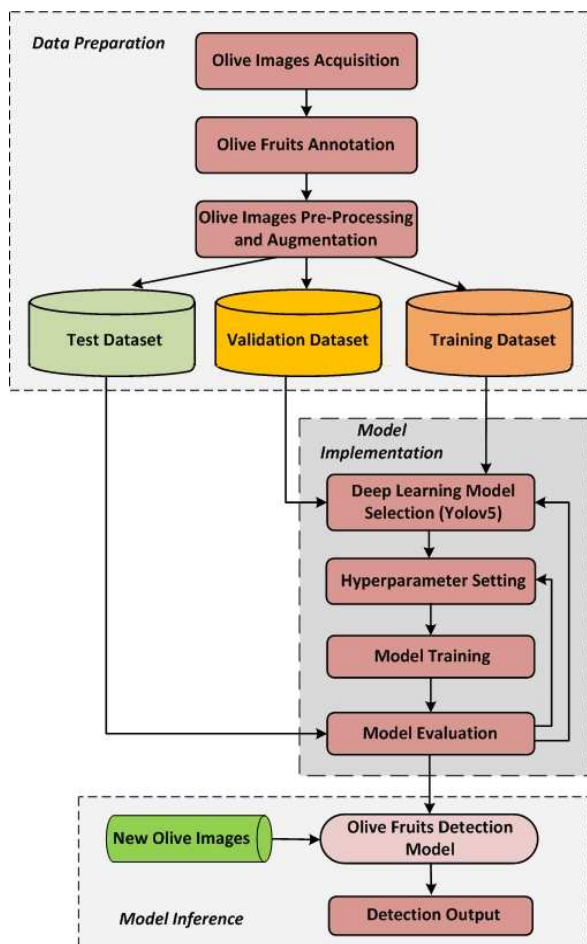 Data Preparation
Olive Images Acquisition
Olive Fruits Annotation
Olive Images Pre-Processing
and Augmentation
Test Dataset
Validation Dataset
Training Dataset
Model
Implementation
Deep Learning Model
Selection (Yolov5)
Hyperparameter Setting
Model Training
Model Evaluation
New Olive Images
Olive Fruits Detection
Model
Detection Output
Model Inference